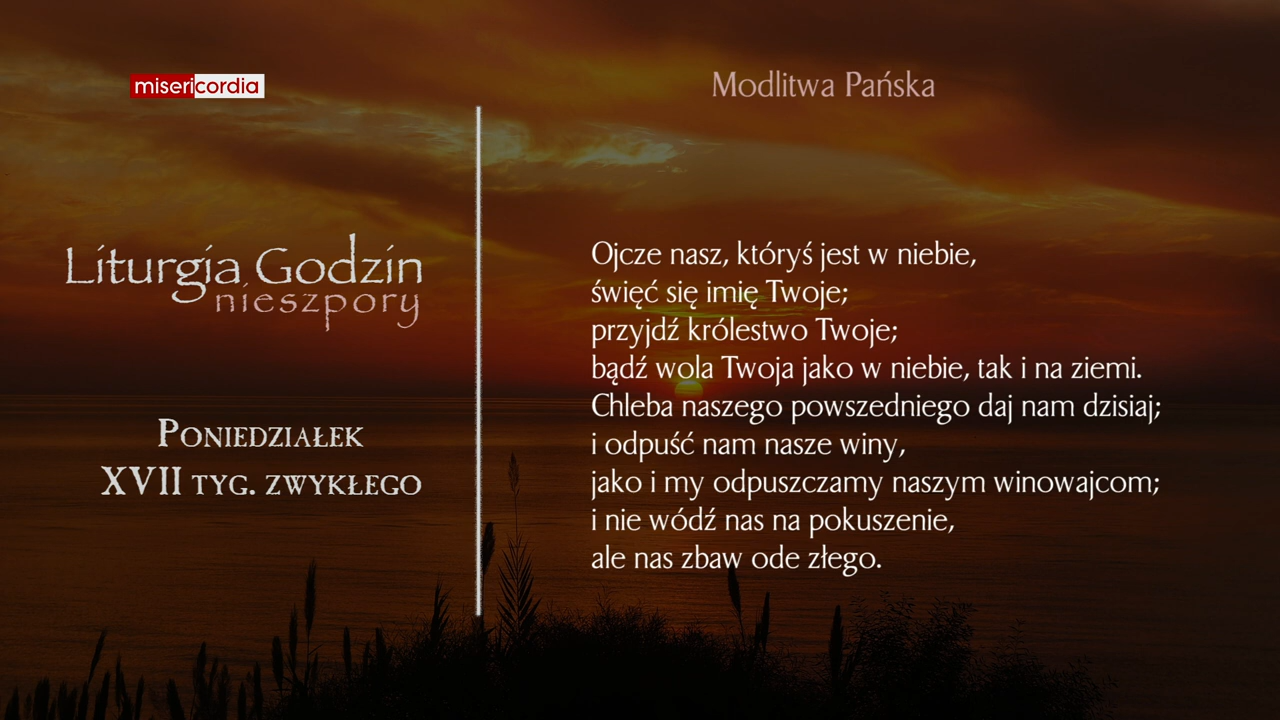 misericordia
Liturgia Godzin
nieszpory
Poniedziałek
XVII tyg. zwykłego
Modlitwa Pańska
Ojcze nasz, któryś jest w niebie,
święć się imię Twoje;
przyjdź królestwo Twoje;
bądź wola Twoja jako w niebie, tak i na ziemi.
Chleba naszego powszedniego daj nam dzisiaj;
i odpuść nam nasze winy,
jako i my odpuszczamy naszym winowajcom;
i nie wódź nas na pokuszenie,
ale nas zbaw ode złego.